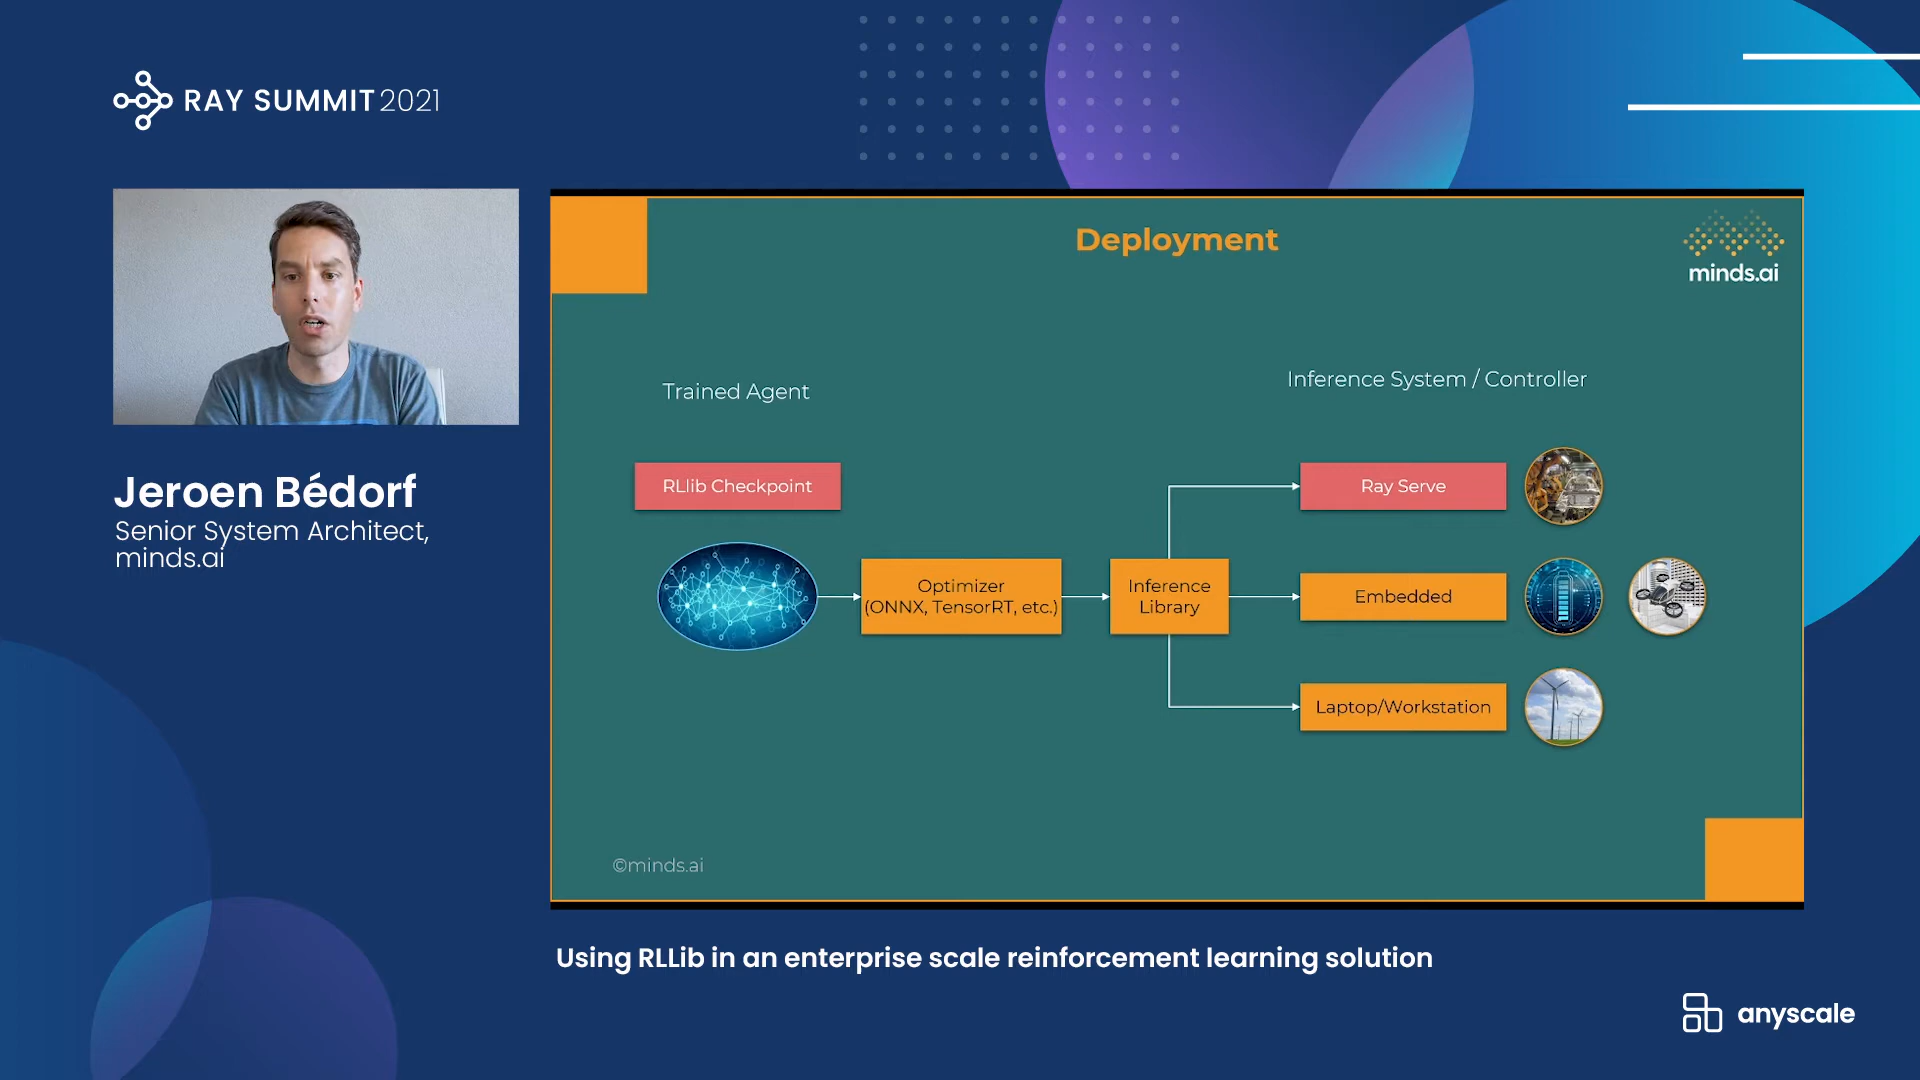 RAY SUMMIT 2021
Jeroen Bédorf
Senior System Architect,
minds.ai
Deployment
minds.ai
Trained Agent
Inference System / Controller
RLlib Checkpoint
Optimizer
(ONNX, TensorRT, etc.)
Inference
Library
Ray Serve
Embedded
Laptop/Workstation
©minds.ai
Using RLLib in an enterprise scale reinforcement learning solution
anyscale